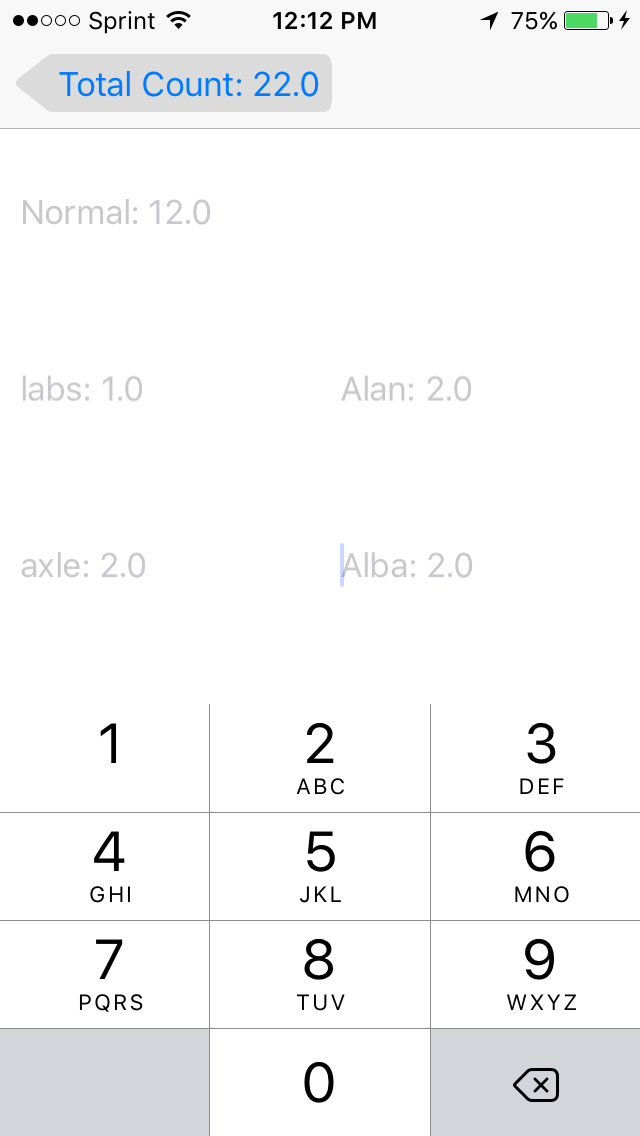 Sprint 12:12 PM 75%
Total Count: 22.0
Normal: 12.0
labs: 1.0 Alan: 2.0
axle: 2.0 Alba: 2.0
1 2 3
ABC DEF
4 5 6
GHI JKL MNO
7 8 9
PQRS TUV WXYZ
0